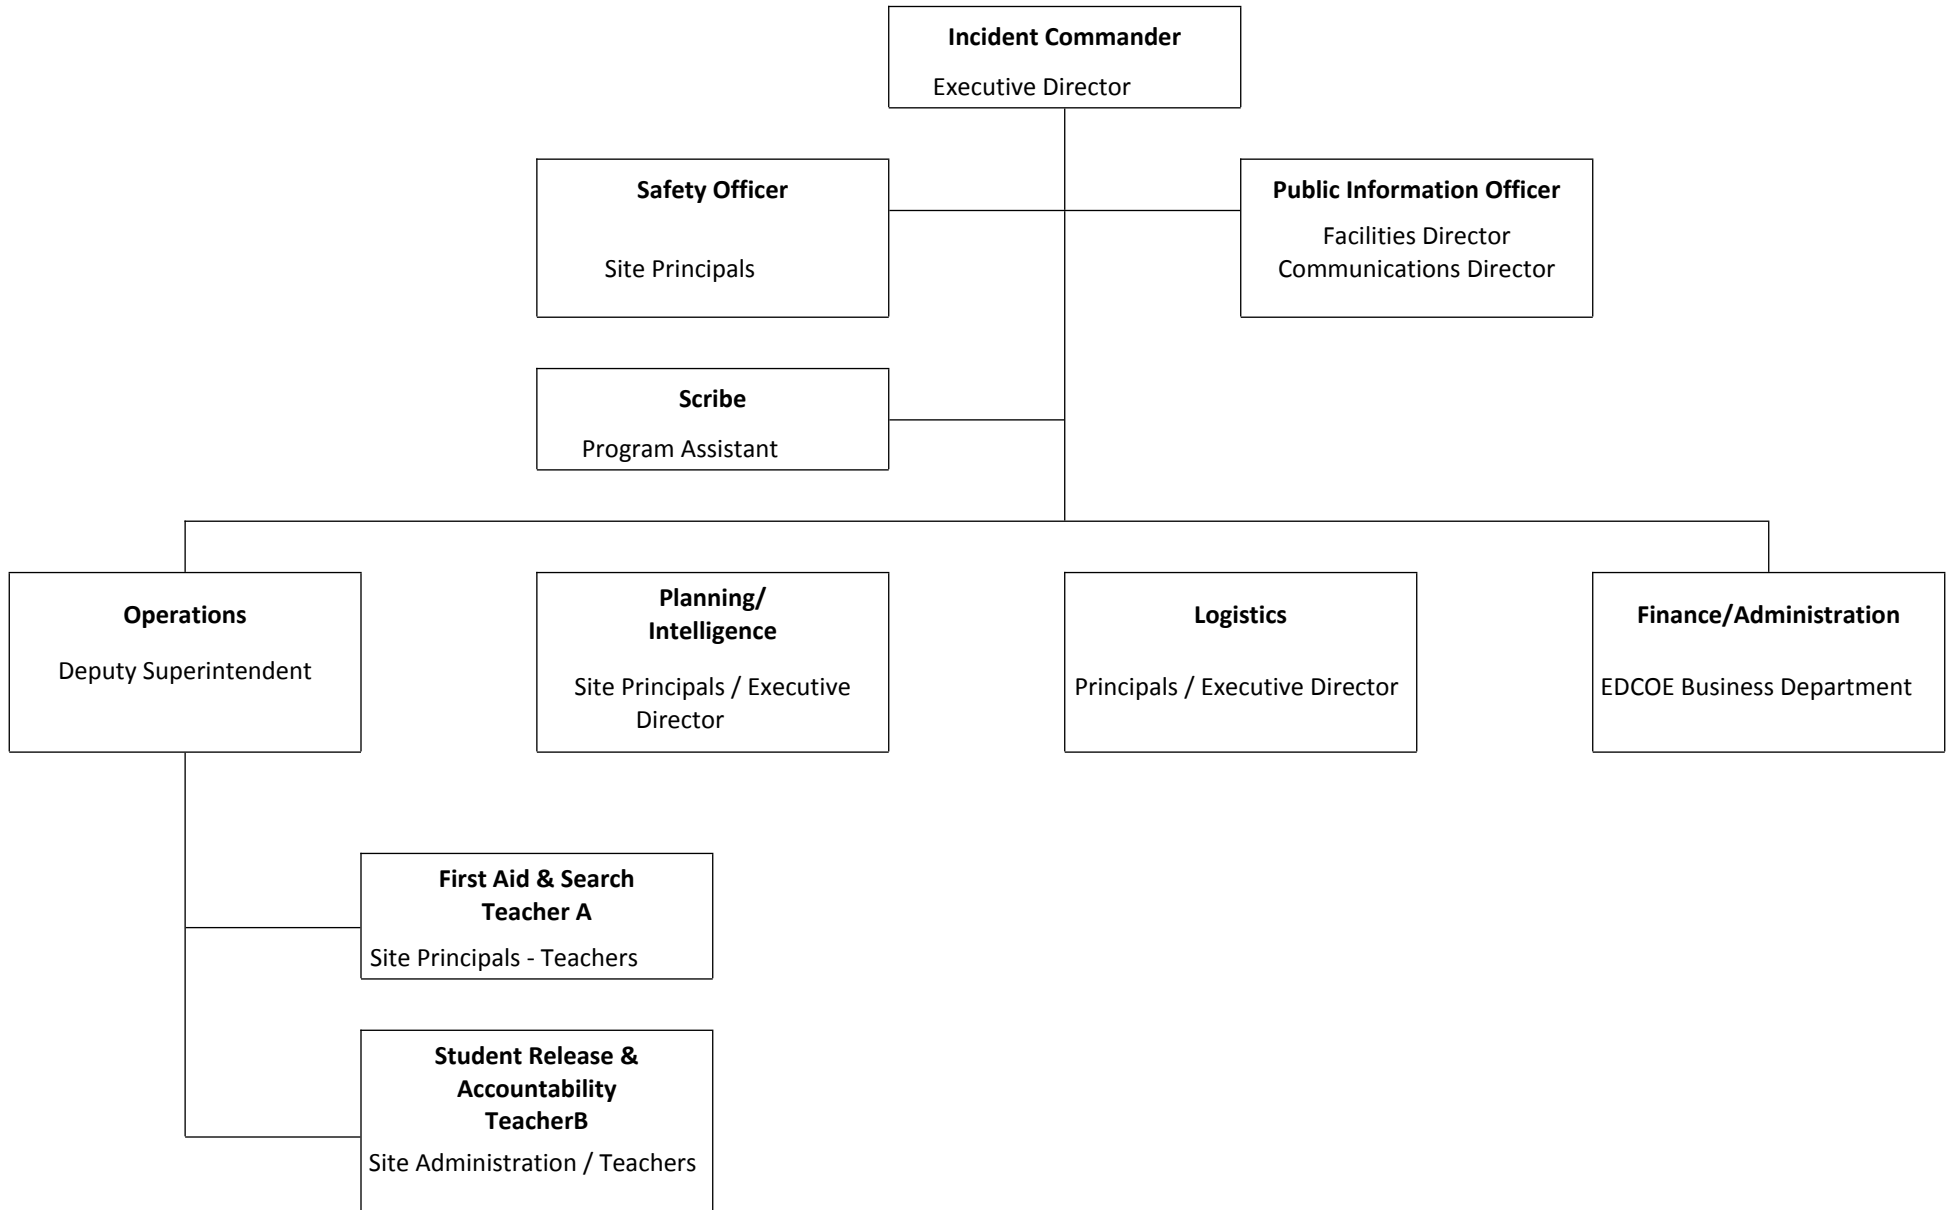 Incident Commander
Executive Director
Safety Officer
Site Principals
Public Information Officer
Facilities Director
Communications Director
Scribe
Program Assistant
Operations
Deputy Superintendent
Planning/
Intelligence
Site Principals / Executive
Director
Logistics
Principals / Executive Director
Finance/Administration
EDCOE Business Department
First Aid & Search
Teacher A
Site Principals - Teachers
Student Release &
Accountability
TeacherB
Site Administration / Teachers